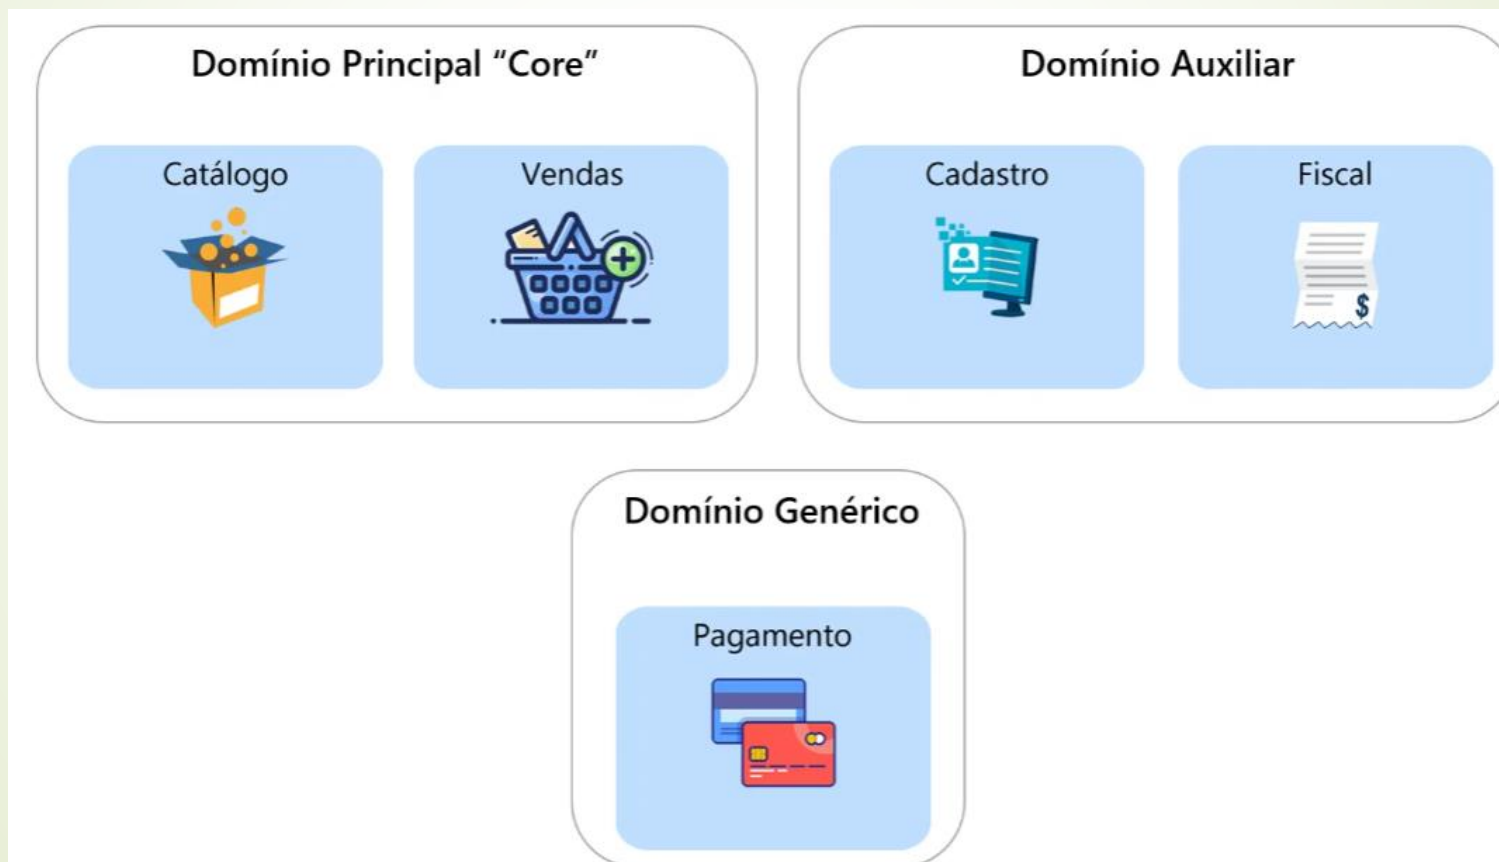 Domínio Principal “Core”
Catálogo
Vendas
Domínio Auxiliar
Cadastro
Fiscal
$
Domínio Genérico
Pagamento